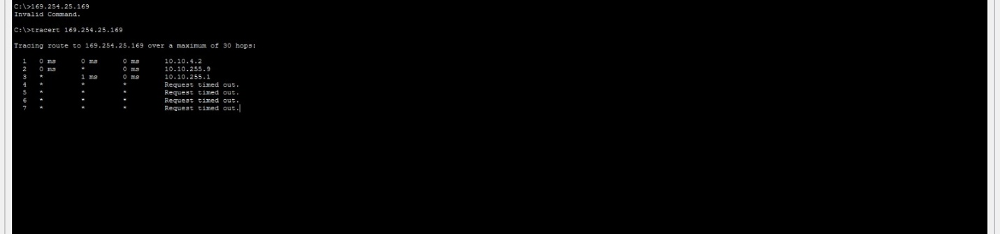 C:\>169.254.25.169
Invalid Command.
C:\>tracert 169.254.25.169
Tracing route to 169.254.25.169 over a maximum of 30 hops:
1 0 ms 0 ms 0 ms 10.10.4.2
2 0 ms * 0 ms 10.10.255.9
3 * 1 ms 0 ms 10.10.255.1
4 * * * Request timed out.
5 * * * Request timed out.
6 * * * Request timed out.
7 * * * Request timed out.